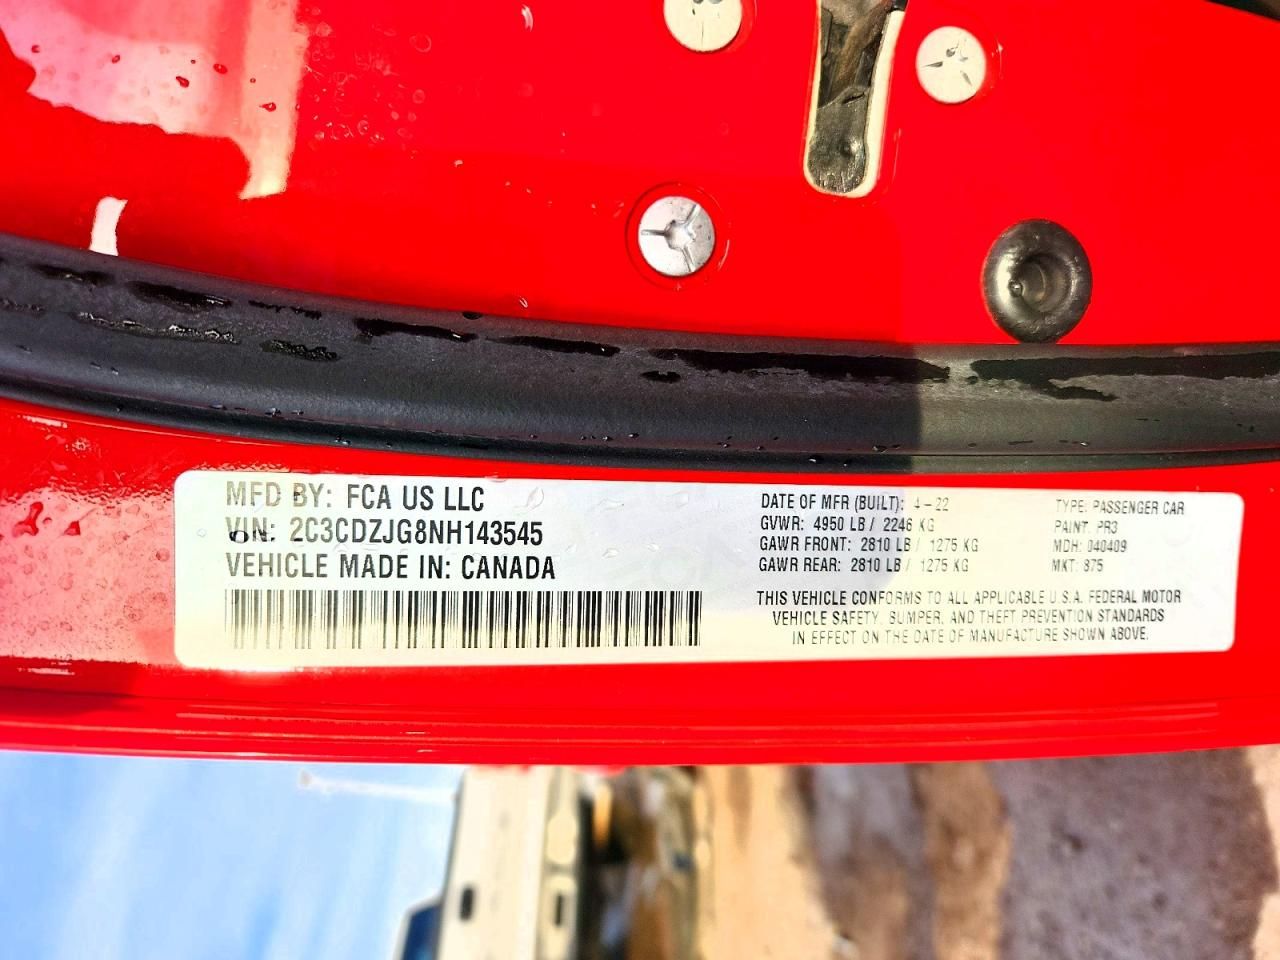 MFD BY: FCA US LLC
VIN: 2C3CDZJG8NH143545
VEHICLE MADE IN: CANADA
DATE OF MFR (BUILT): 4-22
GVWR: 4950 LB / 2246 KG
GAWR FRONT: 2810 LB / 1275 KG
GAWR REAR: 2810 LB / 1275 KG
TYPE: PASSENGER CAR
PAINT: PR3
MDH: 040409
MKT: 875
THIS VEHICLE CONFORMS TO ALL APPLICABLE U.S.A. FEDERAL MOTOR
VEHICLE SAFETY, BUMPER, AND THEFT PREVENTION STANDARDS
IN EFFECT ON THE DATE OF MANUFACTURE SHOWN ABOVE.